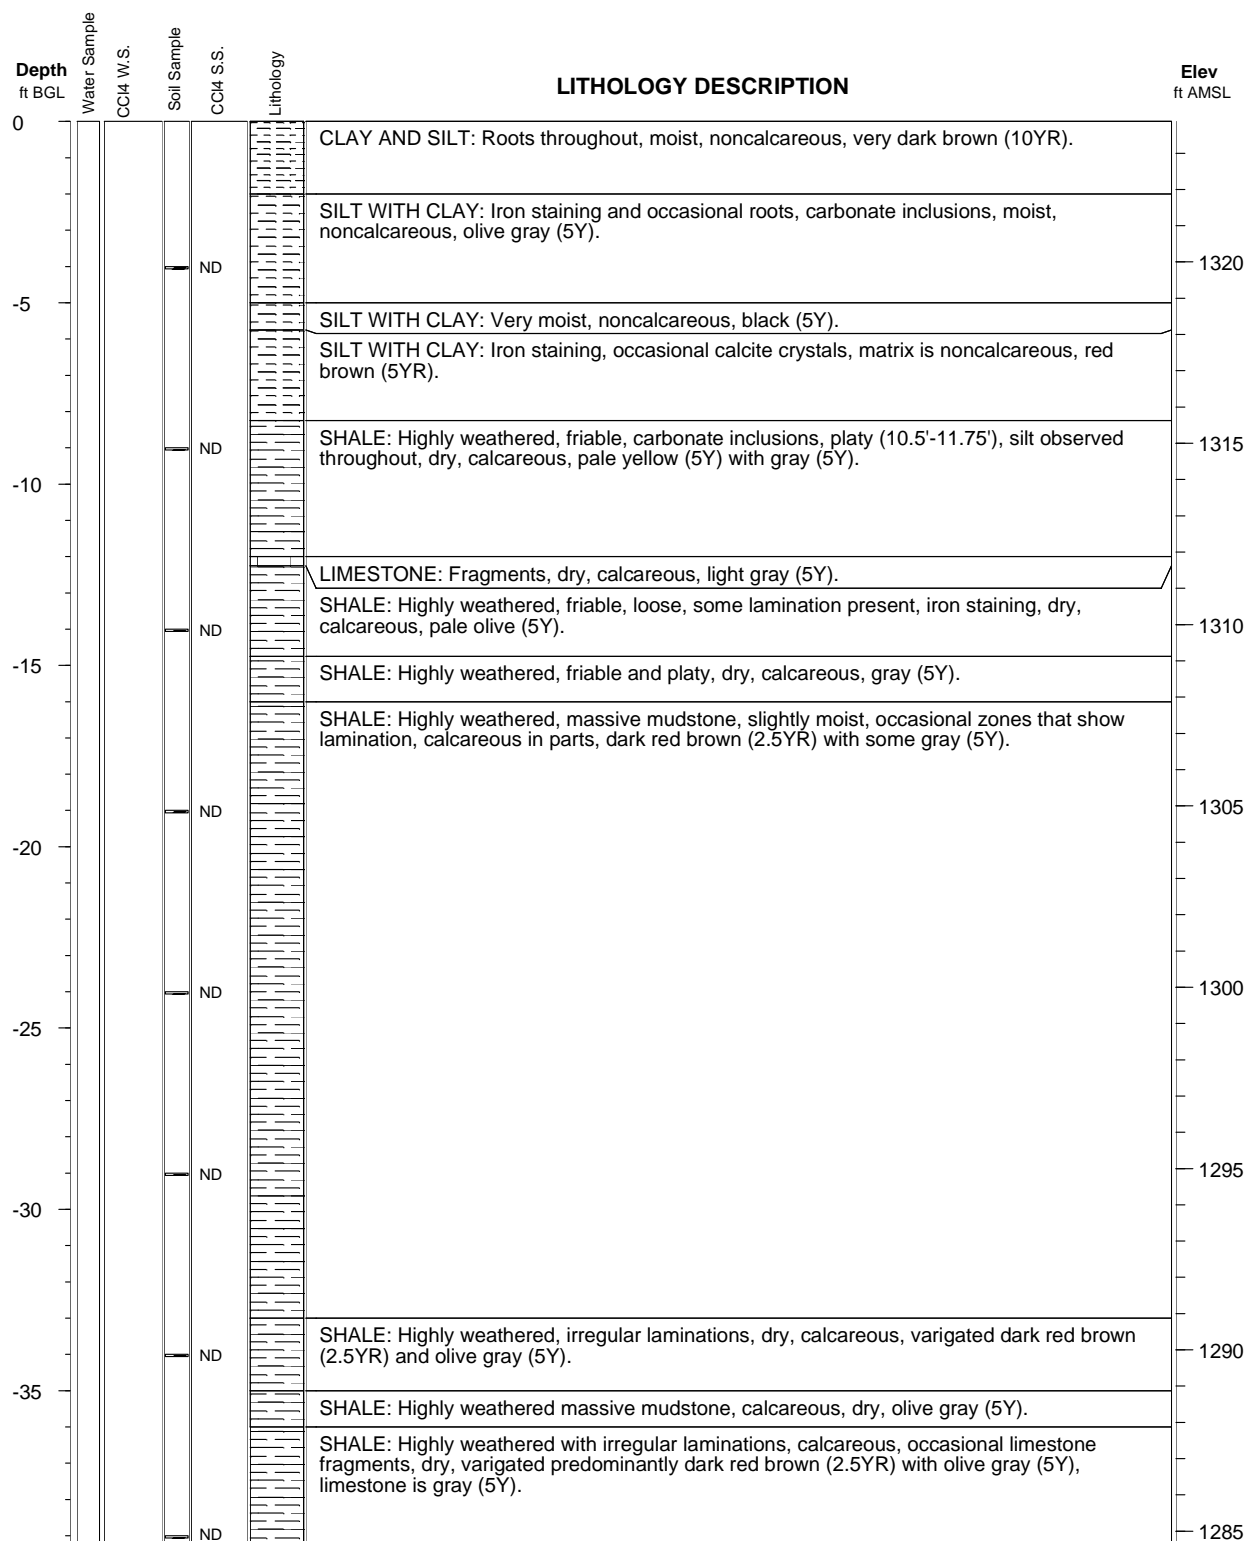 Depth
ft BGL
Water Sample
CCl4 W.S.
Soil Sample
CCl4 S.S.
Lithology
LITHOLOGY DESCRIPTION
Elev
ft AMSL
0
CLAY AND SILT: Roots throughout, moist, noncalcareous, very dark brown (10YR).
SILT WITH CLAY: Iron staining and occasional roots, carbonate inclusions, moist,
noncalcareous, olive gray (5Y).
ND
1320
-5
SILT WITH CLAY: Very moist, noncalcareous, black (5Y).
SILT WITH CLAY: Iron staining, occasional calcite crystals, matrix is noncalcareous, red
brown (5YR).
SHALE: Highly weathered, friable, carbonate inclusions, platy (10.5'-11.75'), silt observed
throughout, dry, calcareous, pale yellow (5Y) with gray (5Y).
ND
1315
-10
LIMESTONE: Fragments, dry, calcareous, light gray (5Y).
SHALE: Highly weathered, friable, loose, some lamination present, iron staining, dry,
calcareous, pale olive (5Y).
ND
1310
-15
SHALE: Highly weathered, friable and platy, dry, calcareous, gray (5Y).
SHALE: Highly weathered, massive mudstone, slightly moist, occasional zones that show
lamination, calcareous in parts, dark red brown (2.5YR) with some gray (5Y).
ND
1305
-20
ND
1300
-25
ND
1295
-30
SHALE: Highly weathered, irregular laminations, dry, calcareous, varigated dark red brown
(2.5YR) and olive gray (5Y).
ND
1290
-35
SHALE: Highly weathered massive mudstone, calcareous, dry, olive gray (5Y).
SHALE: Highly weathered with irregular laminations, calcareous, occasional limestone
fragments, dry, varigated predominantly dark red brown (2.5YR) with olive gray (5Y),
limestone is gray (5Y).
ND
1285